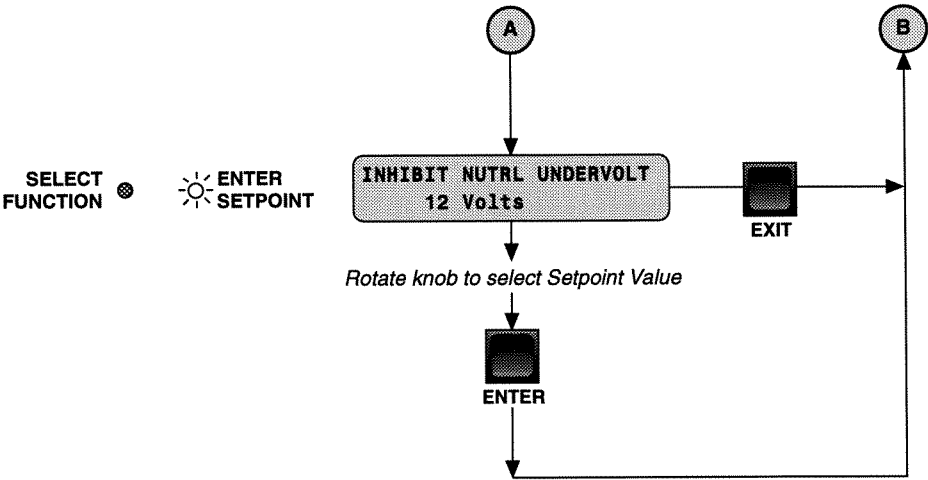 A
B
SELECT
FUNCTION
ENTER
SETPOINT
INHIBIT NUTRL UNDERVOLT
12 Volts
EXIT
Rotate knob to select Setpoint Value
ENTER